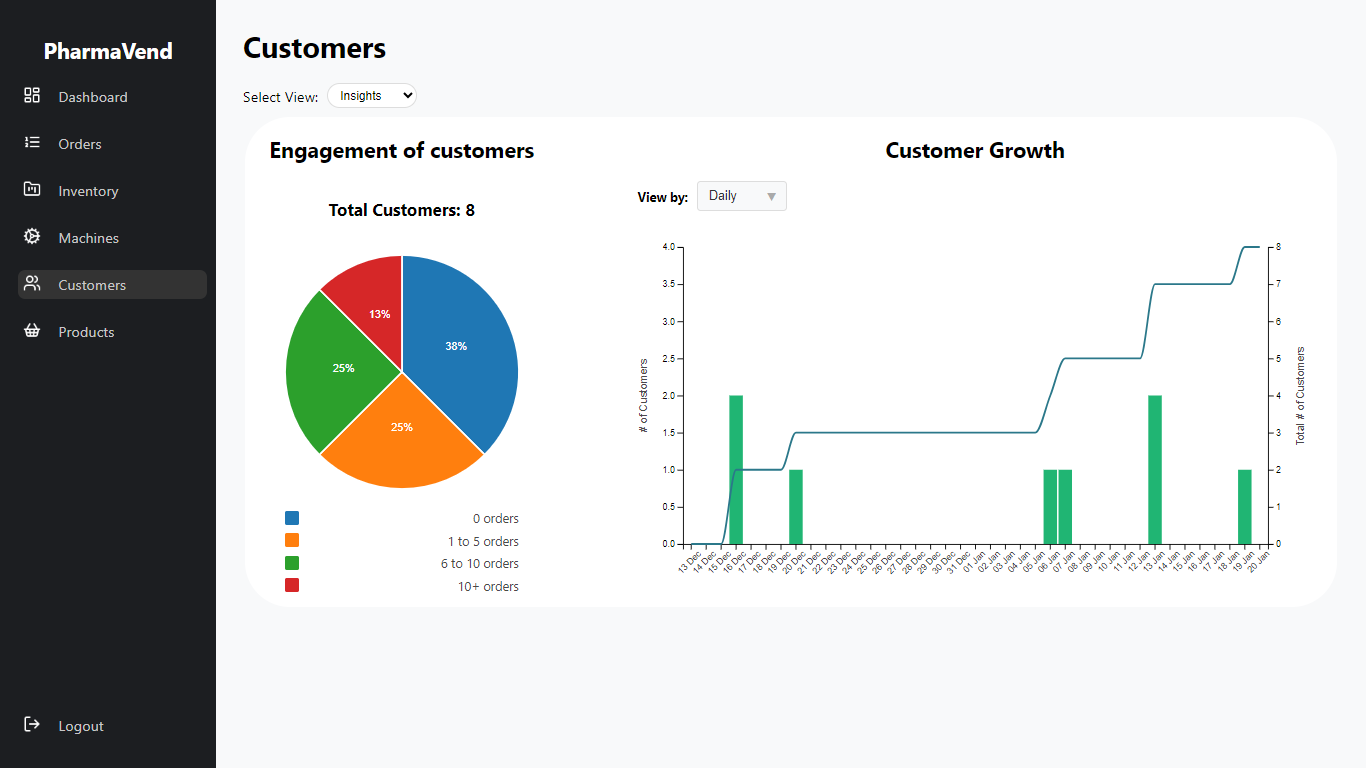 PharmaVend
Dashboard
Orders
Inventory
Machines
Customers
Products
Logout
Customers
Select View: Insights
Engagement of customers
Total Customers: 8
13%
38%
25%
25%
0 orders
1 to 5 orders
6 to 10 orders
10+ orders
Customer Growth
View by: Daily
4.0
3.5
3.0
2.5
2.0
1.5
1.0
0.5
0.0
# of Customers
8
7
6
5
4
3
2
1
0
Total # of Customers
13 Dec
14 Dec
15 Dec
16 Dec
17 Dec
18 Dec
19 Dec
20 Dec
21 Dec
22 Dec
23 Dec
24 Dec
25 Dec
26 Dec
27 Dec
28 Dec
29 Dec
30 Dec
31 Dec
01 Jan
02 Jan
03 Jan
04 Jan
05 Jan
06 Jan
07 Jan
08 Jan
09 Jan
10 Jan
11 Jan
12 Jan
13 Jan
14 Jan
15 Jan
16 Jan
17 Jan
18 Jan
19 Jan
20 Jan